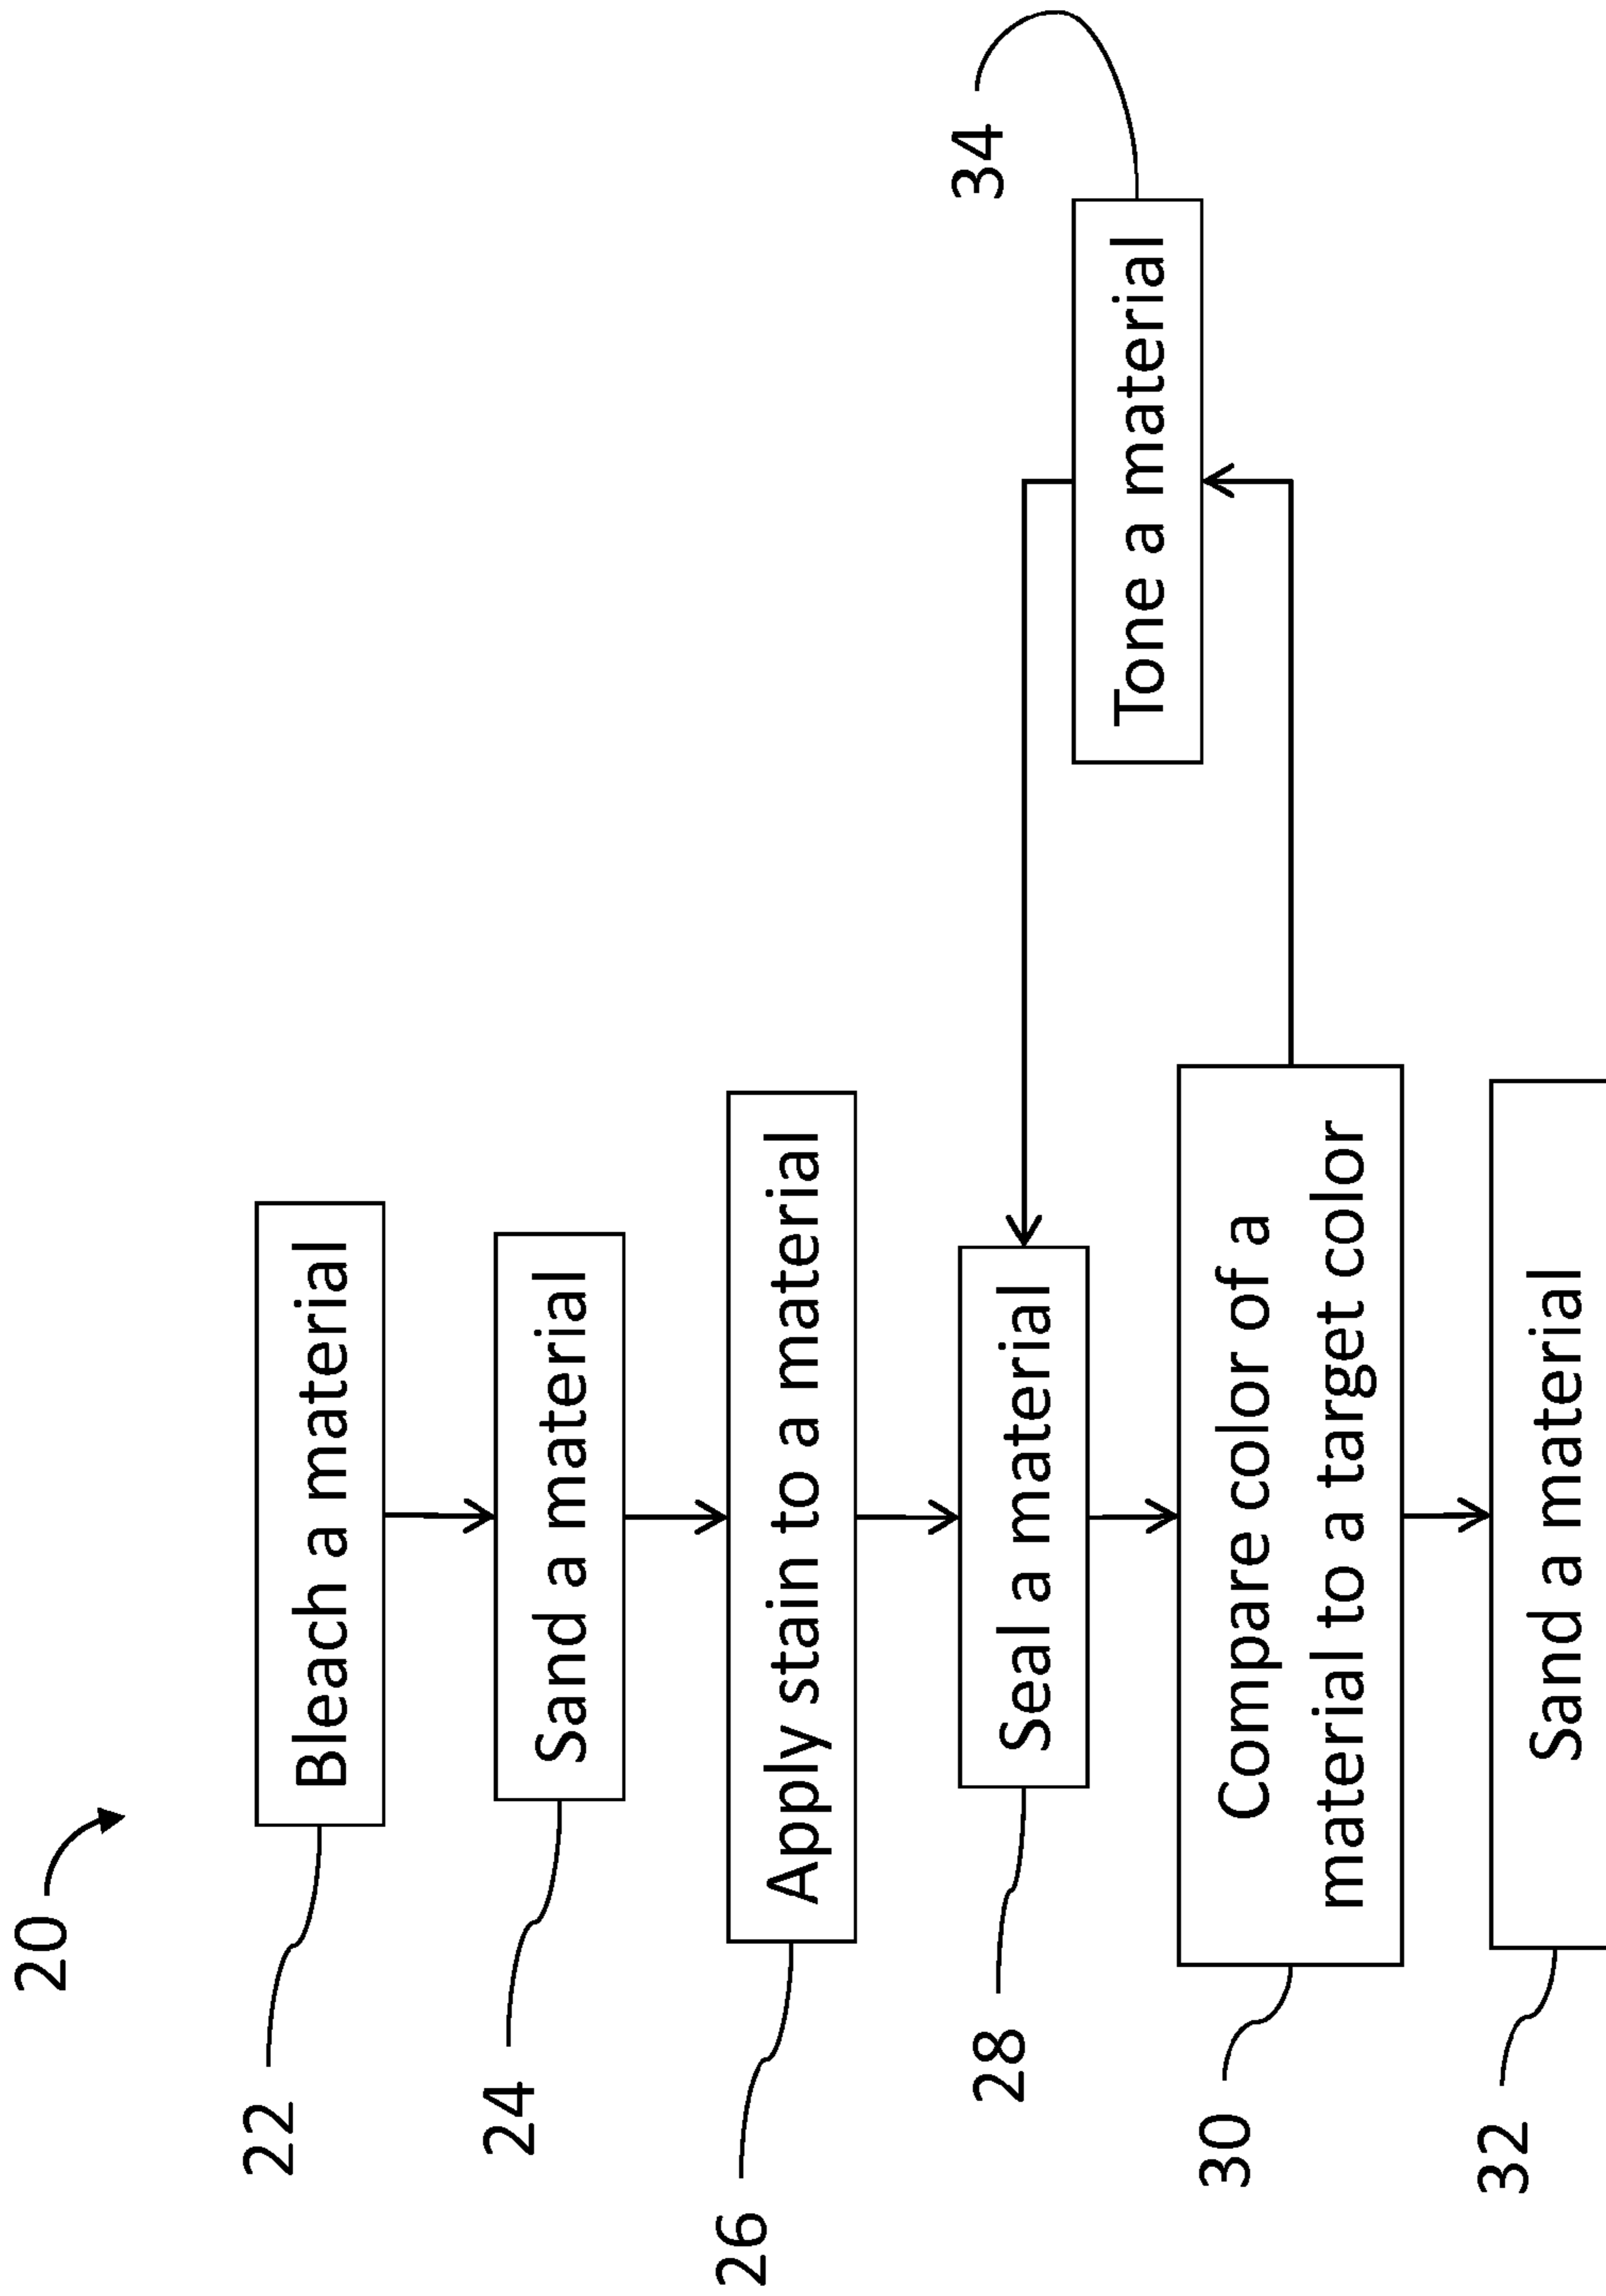 20
22
Bleach a material
24
Sand a material
26
Apply stain to a material
28
Seal a material
34
Tone a material
30
Compare color of a
material to a target color
32
Sand a material